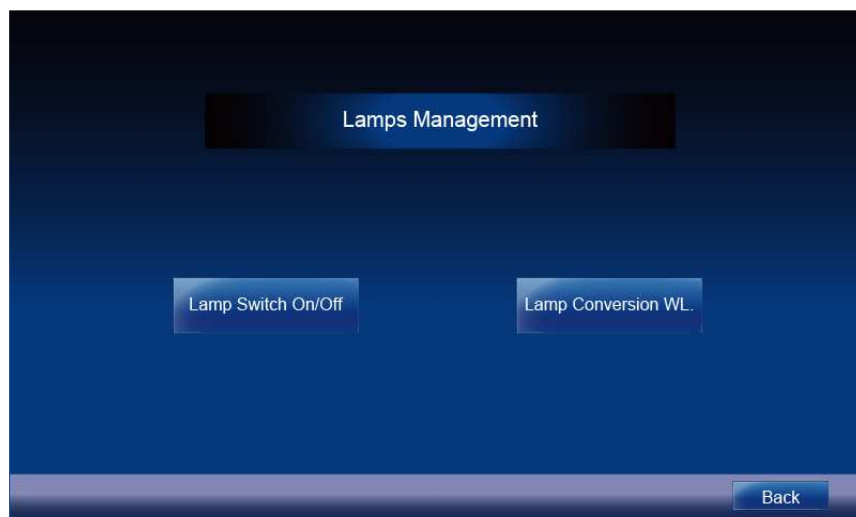 Lamps Management
Lamp Switch On/Off
Lamp Conversion WL.
Back